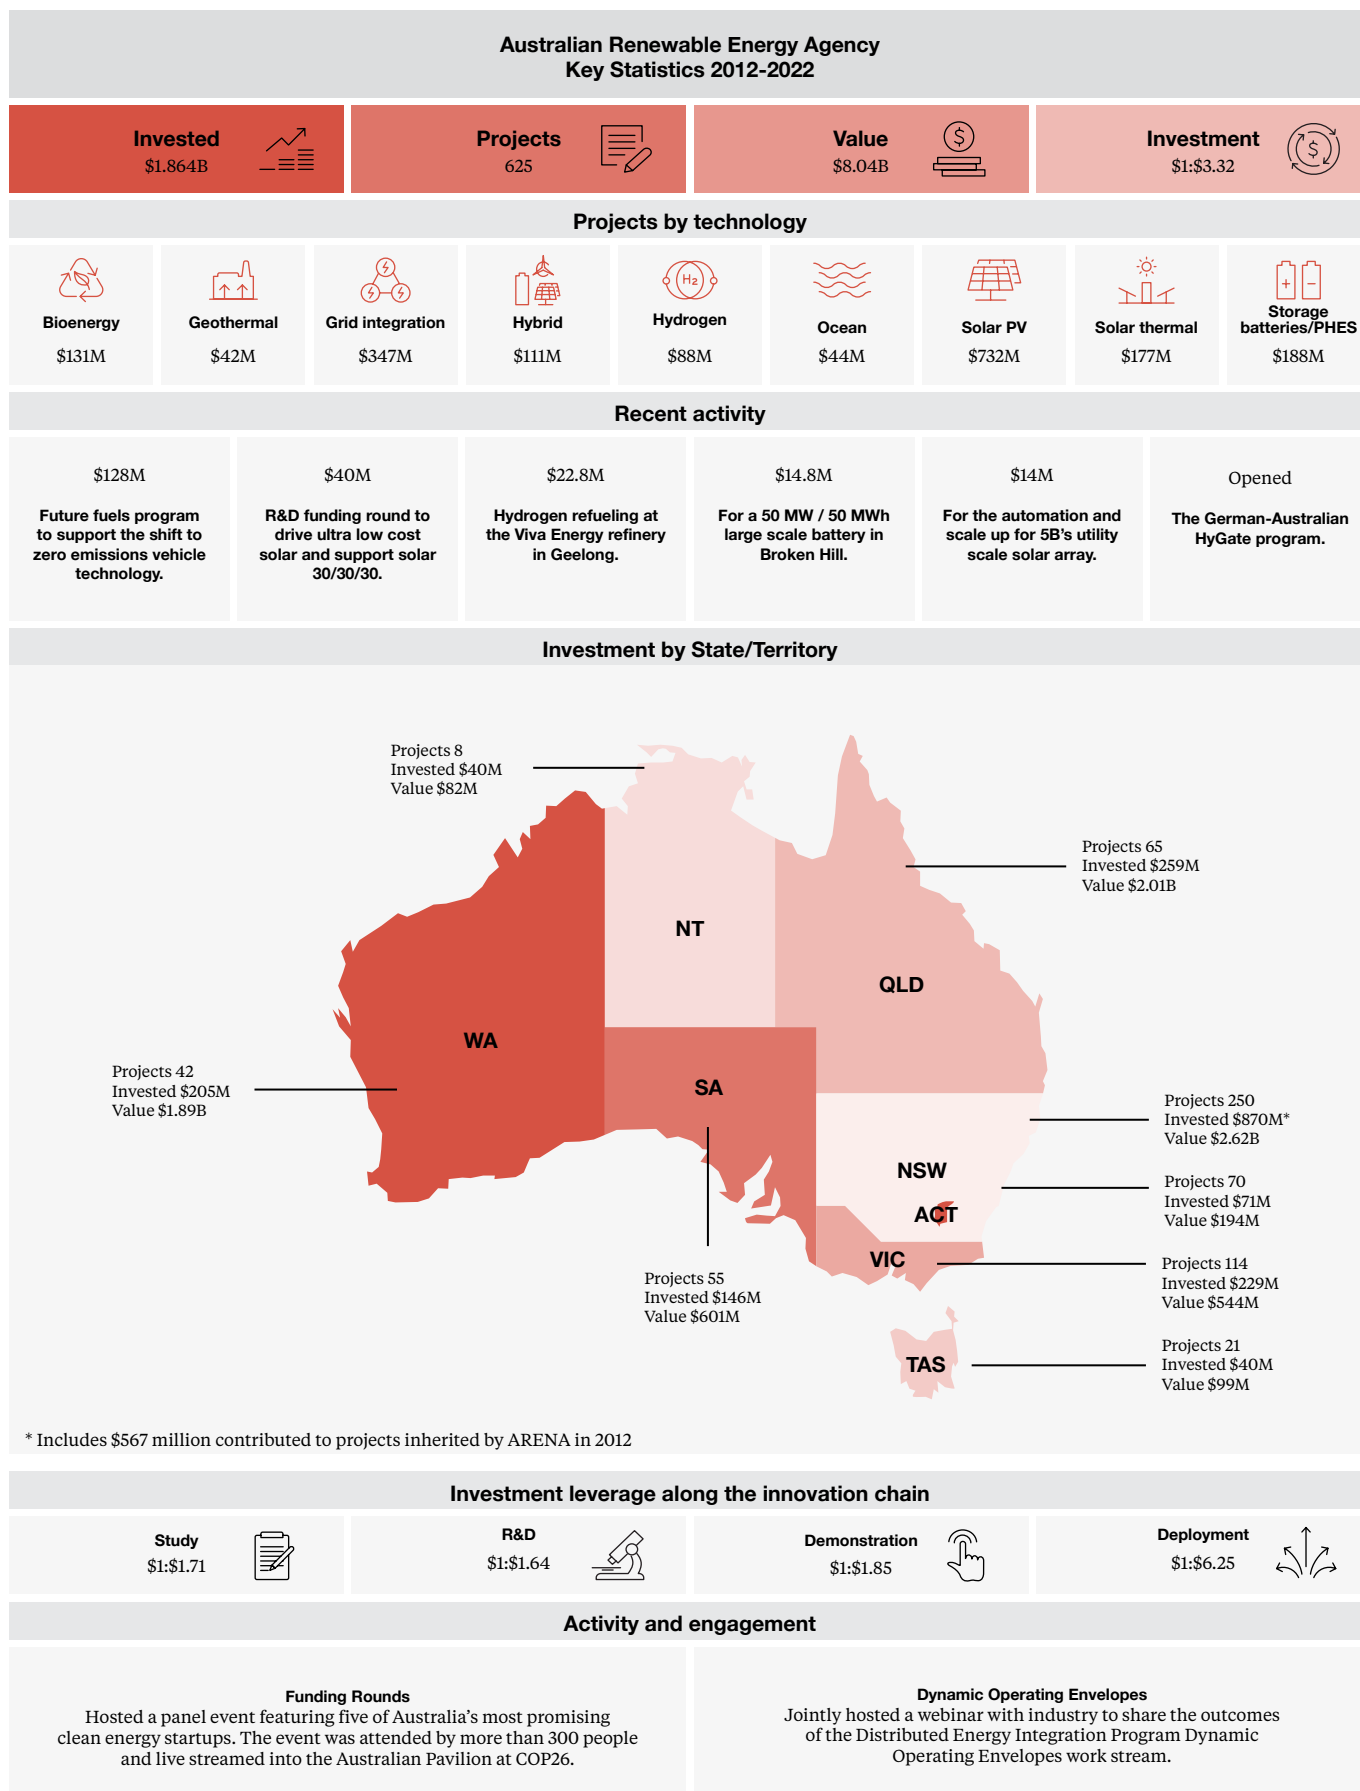 Australian Renewable Energy Agency
Key Statistics 2012-2022
Invested
$1.864B
Projects
625
Value
$8.04B
Investment
$1:$3.32
Projects by technology
Bioenergy
$131M
Geothermal
$42M
Grid integration
$347M
Hybrid
$111M
H2
Hydrogen
$88M
Ocean
$44M
Solar PV
$732M
Solar thermal
$177M
Storage
batteries/PHES
$188M
Recent activity
$128M
Future fuels program
to support the shift to
zero emissions vehicle
technology.
$40M
R&D funding round to
drive ultra low cost
solar and support solar
30/30/30.
$22.8M
Hydrogen refueling at
the Viva Energy refinery
in Geelong.
$14.8M
For a 50 MW / 50 MWh
large scale battery in
Broken Hill.
$14M
For the automation and
scale up for 5B’s utility
scale solar array.
Opened
The German-Australian
HyGate program.
Investment by State/Territory
Projects 8
Invested $40M
Value $82M
Projects 65
Invested $259M
Value $2.01B
NT
QLD
WA
SA
Projects 42
Invested $205M
Value $1.89B
Projects 250
Invested $870M*
Value $2.62B
NSW
Projects 70
Invested $71M
Value $194M
ACT
VIC
Projects 114
Invested $229M
Value $544M
Projects 55
Invested $146M
Value $601M
TAS
Projects 21
Invested $40M
Value $99M
* Includes $567 million contributed to projects inherited by ARENA in 2012
Investment leverage along the innovation chain
Study
$1:$1.71
R&D
$1:$1.64
Demonstration
$1:$1.85
Deployment
$1:$6.25
Activity and engagement
Funding Rounds
Hosted a panel event featuring five of Australia’s most promising
clean energy startups. The event was attended by more than 300 people
and live streamed into the Australian Pavilion at COP26.
Dynamic Operating Envelopes
Jointly hosted a webinar with industry to share the outcomes
of the Distributed Energy Integration Program Dynamic
Operating Envelopes work stream.